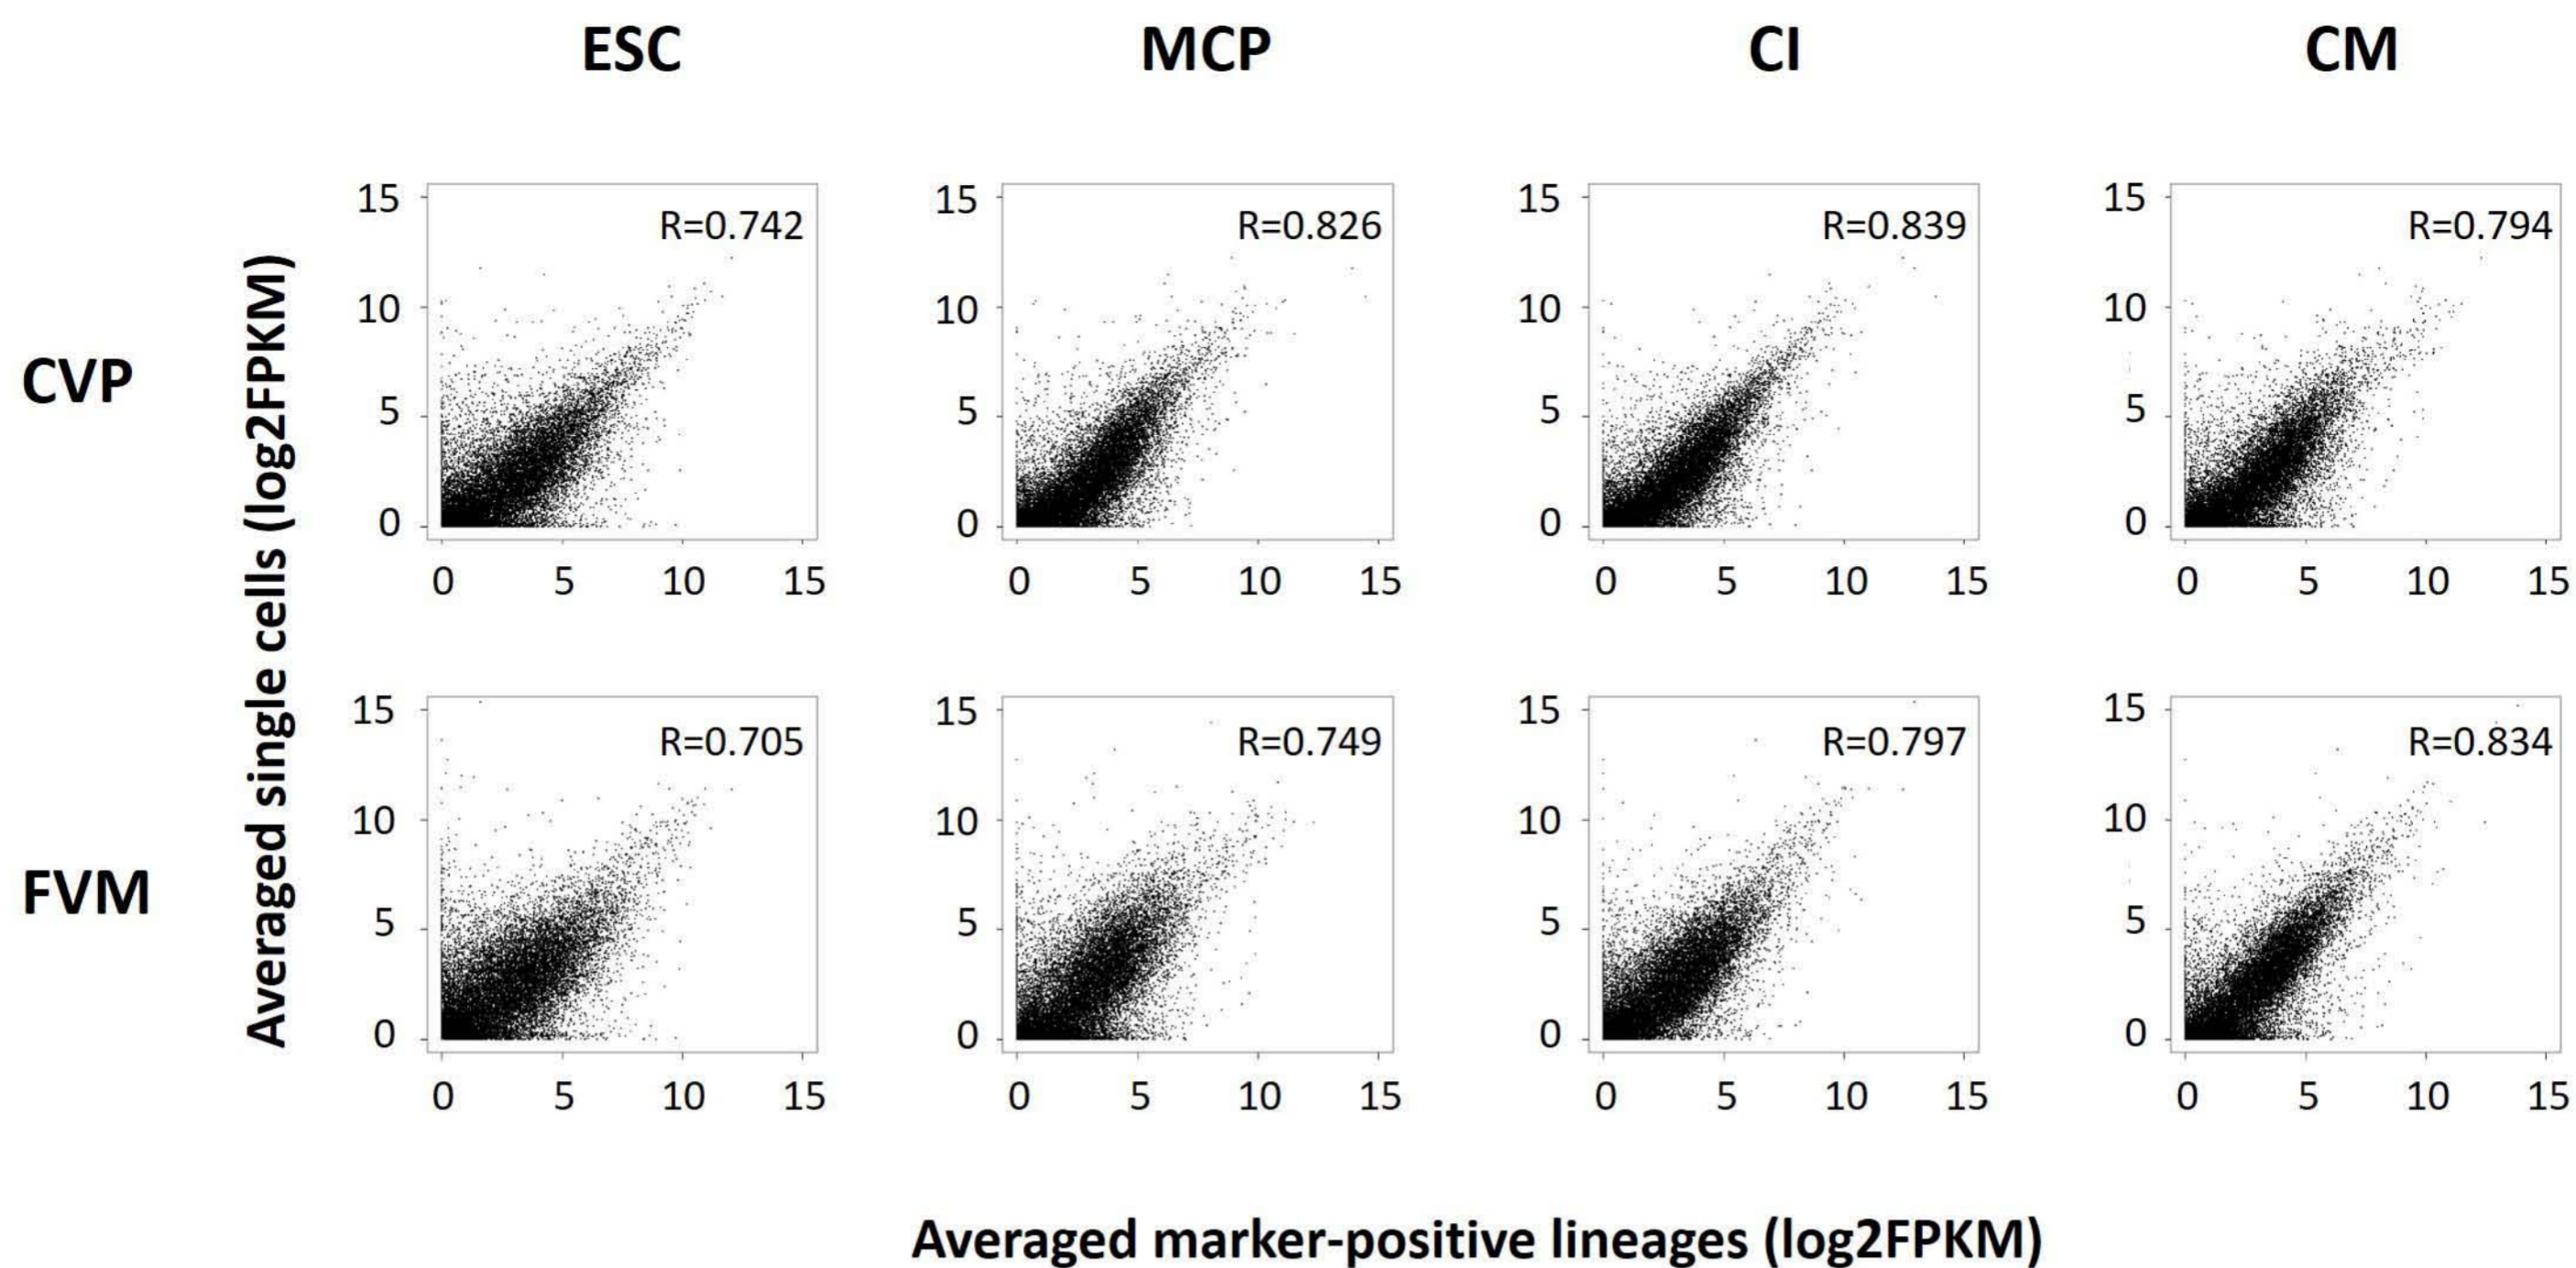 ESC MCP CI CM
CVP
Averaged single cells (log2FPKM)
15 10 5 0
R=0.742
0 5 10 15
15 10 5 0
R=0.826
0 5 10 15
15 10 5 0
R=0.839
0 5 10 15
15 10 5 0
R=0.794
0 5 10 15
FVM
15 10 5 0
R=0.705
0 5 10 15
15 10 5 0
R=0.749
0 5 10 15
15 10 5 0
R=0.797
0 5 10 15
15 10 5 0
R=0.834
0 5 10 15
Averaged marker-positive lineages (log2FPKM)